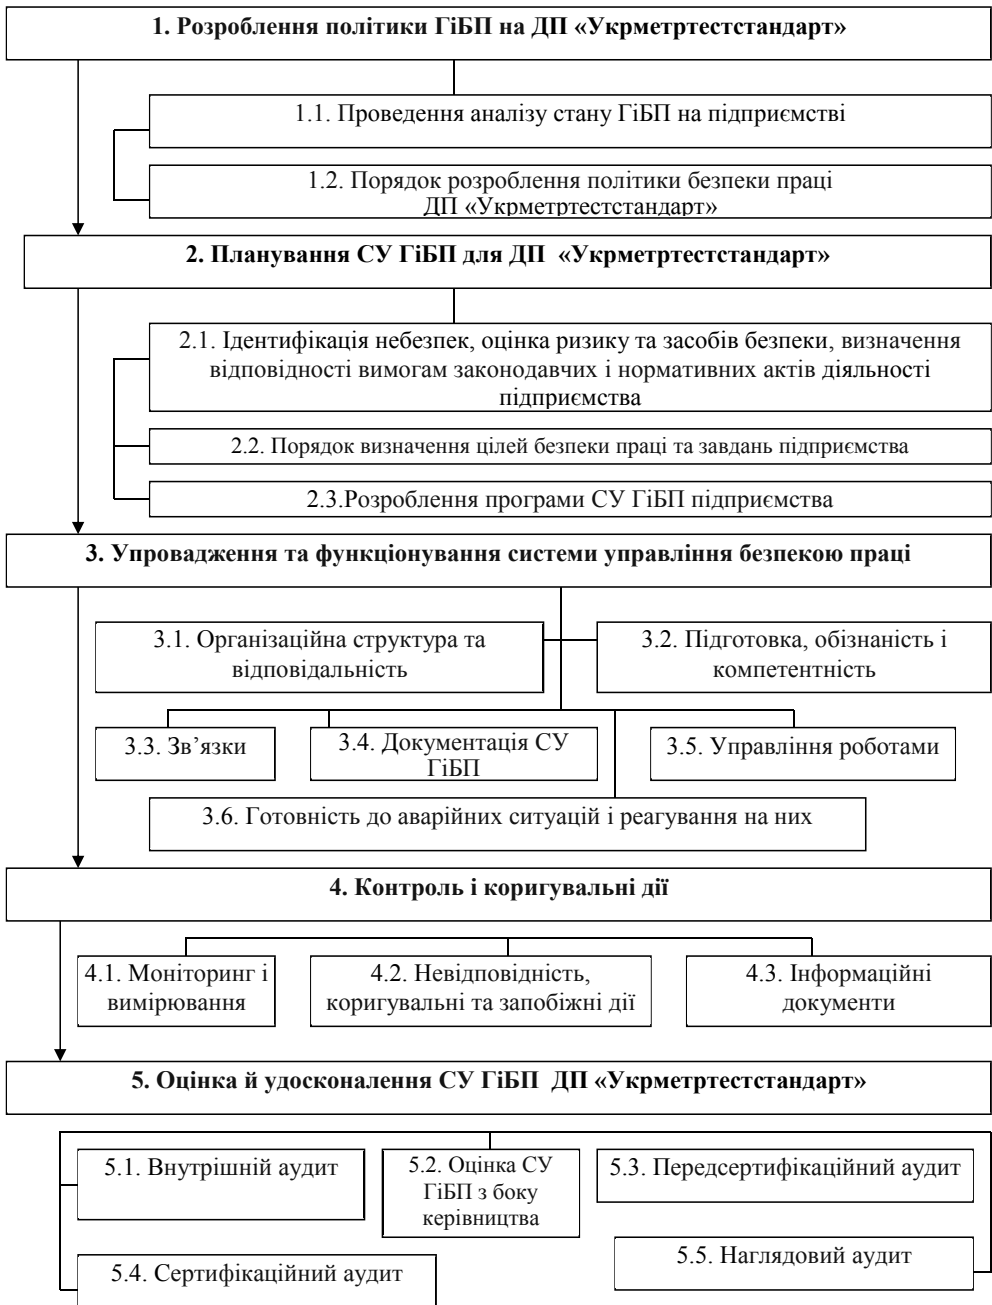 1. Розроблення політики ГіБП на ДП «Укрметртестстандарт»
1.1. Проведення аналізу стану ГіБП на підприємстві
1.2. Порядок розроблення політики безпеки праці
ДП «Укрметртестстандарт»
2. Планування СУ ГіБП для ДП «Укрметртестстандарт»
2.1. Ідентифікація небезпек, оцінка ризику та засобів безпеки, визначення
відповідності вимогам законодавчих і нормативних актів діяльності
підприємства
2.2. Порядок визначення цілей безпеки праці та завдань підприємства
2.3.Розроблення програми СУ ГіБП підприємства
3. Упровадження та функціонування системи управління безпекою праці
3.1. Організаційна структура та
відповідальність
3.2. Підготовка, обізнаність і
компетентність
3.3. Зв’язки
3.4. Документація СУ
ГіБП
3.5. Управління роботами
3.6. Готовність до аварійних ситуацій і реагування на них
4. Контроль і коригувальні дії
4.1. Моніторинг і
вимірювання
4.2. Невідповідність,
коригувальні та запобіжні дії
4.3. Інформаційні
документи
5. Оцінка й удосконалення СУ ГіБП ДП «Укрметртестстандарт»
5.1. Внутрішній аудит
5.2. Оцінка СУ
ГіБП з боку
керівництва
5.3. Передсертифікаційний аудит
5.4. Сертифікаційний аудит
5.5. Наглядовий аудит